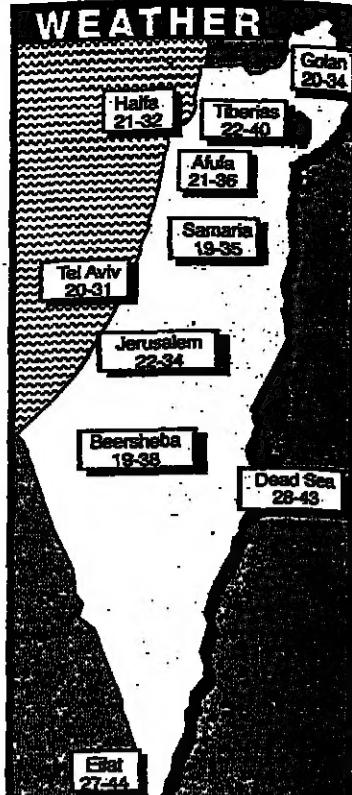 WEATHER
Golan
20-34
Haifa
21-32
Tiberias
22-40
Afula
21-36
Samaria
19-35
Tel Aviv
20-31
Jerusalem
22-34
Beersheba
19-38
Dead Sea
28-43
Eilat
27-44